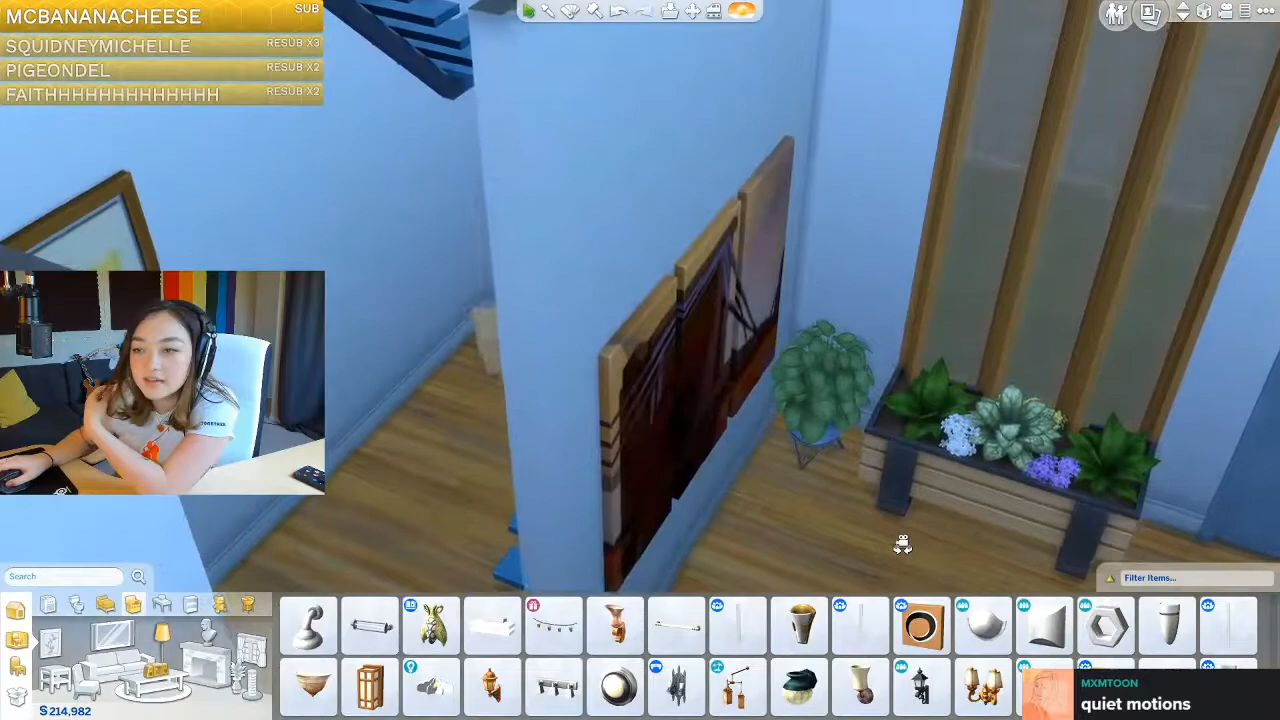 MCBANANACHEESE SUB
SQUIDNEYMICHELLE RESUB X3
PIGEONDEL RESUB X2
FAITHHHHHHHHHHHHHH RESUB X2
Search
Filter Items...
$214,982
MXMTOON
quiet motions